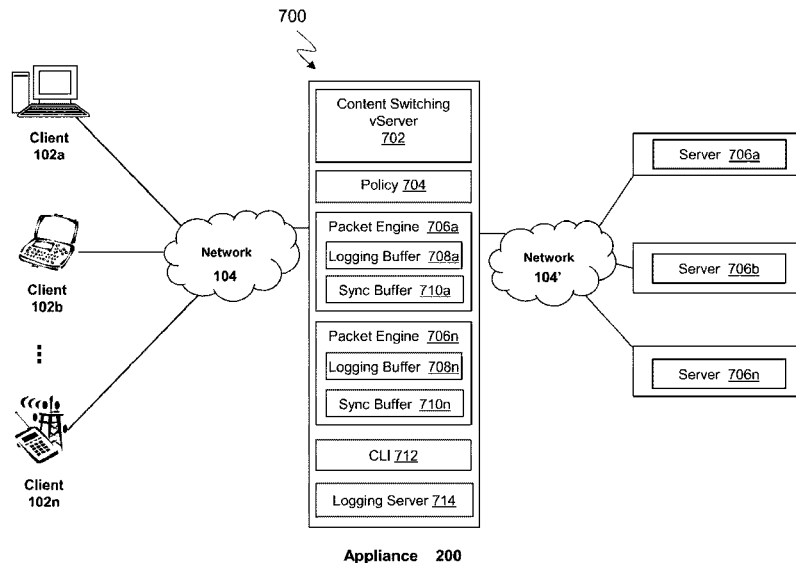 700
Content Switching
vServer
702
Policy 704
Packet Engine 706a
Logging Buffer 708a
Sync Buffer 710a
Packet Engine 706n
Logging Buffer 708n
Sync Buffer 710n
CLI 712
Logging Server 714
Appliance 200
Client
102a
Client
102b
Client
102n
Network
104
Network
104'
Server 706a
Server 706b
Server 706n